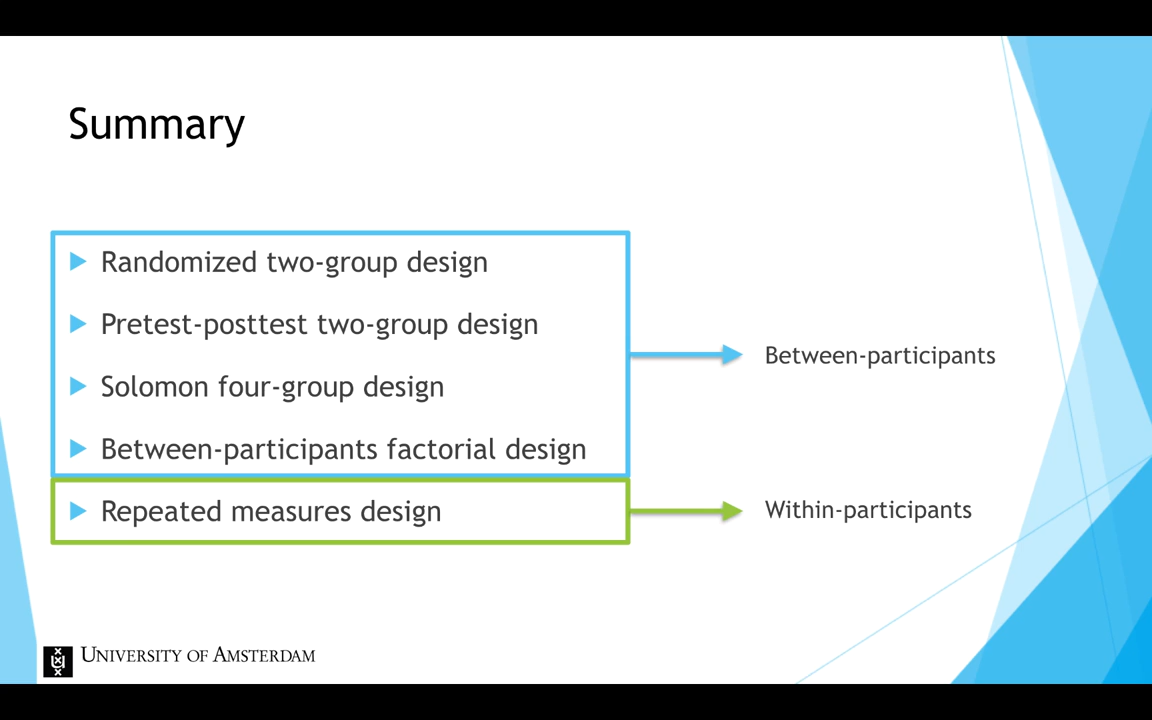 Summary
Randomized two-group design
Pretest-posttest two-group design
Solomon four-group design
Between-participants factorial design
Repeated measures design
Between-participants
Within-participants
UNIVERSITY OF AMSTERDAM